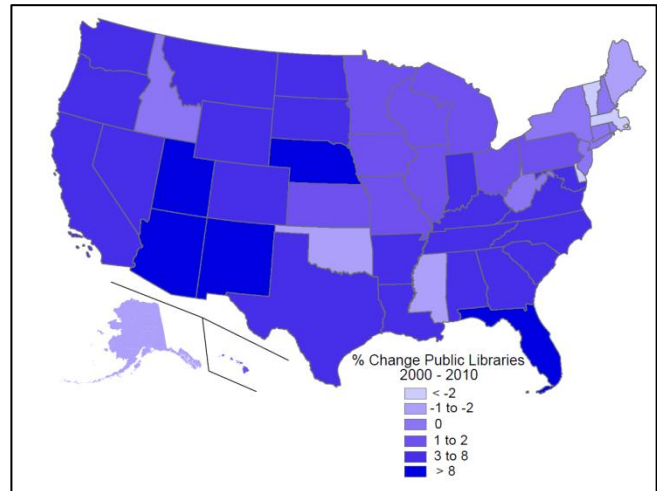 % Change Public Libraries
2000 - 2010
< -2
-1 to -2
0
1 to 2
3 to 8
> 8